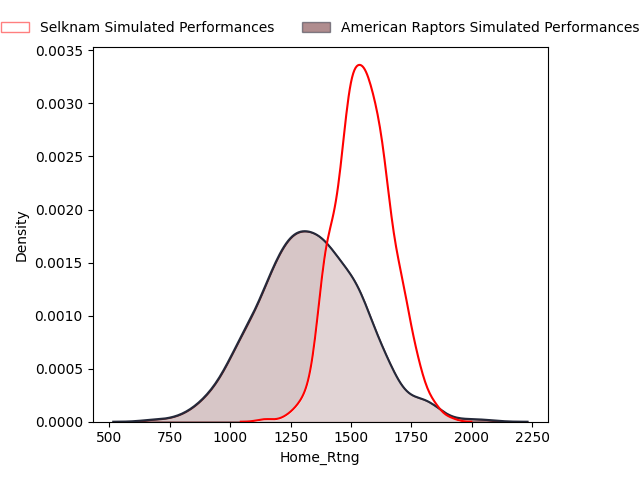 Selknam Simulated Performances
American Raptors Simulated Performances
0.0035
0.0030
0.0025
0.0020
0.0015
0.0010
0.0005
0.0000
Density
500 750 1000 1250 1500 1750 2000 2250
Home_Rtng